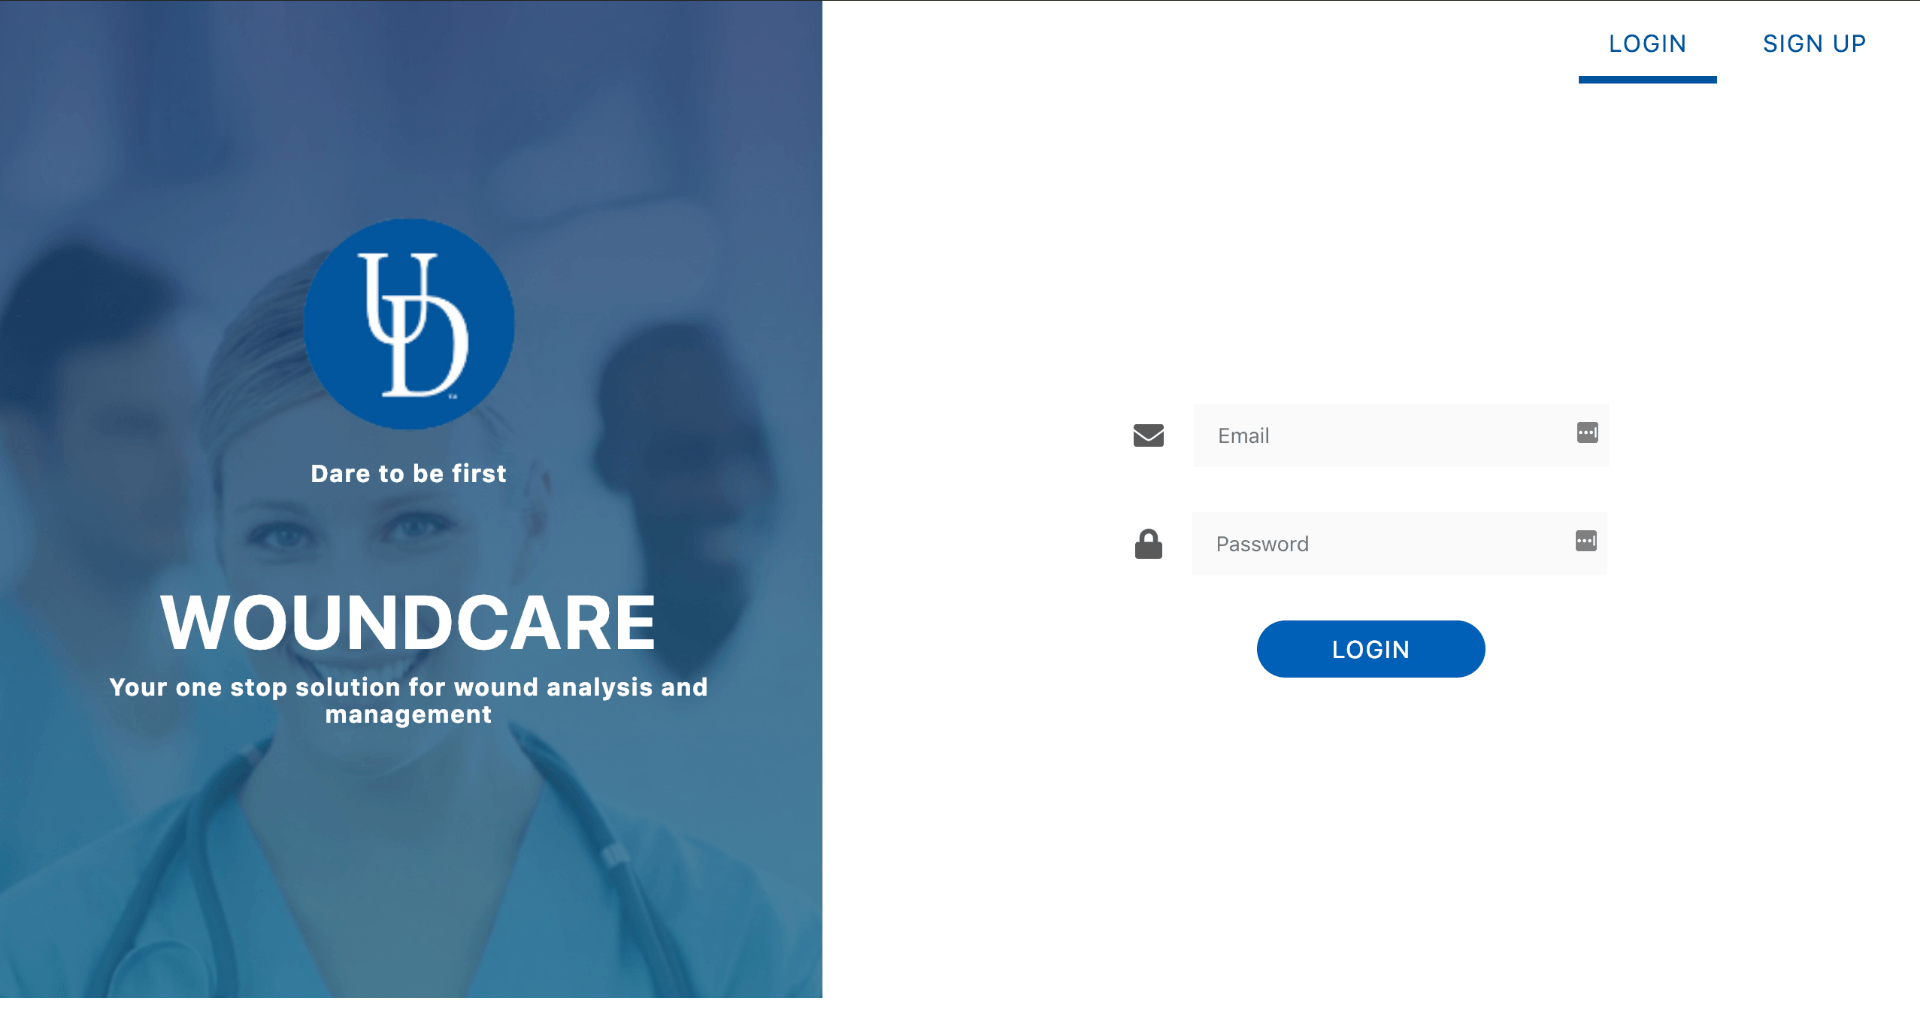 LOGIN SIGN UP
UD
Dare to be first
WOUNDCARE
Your one stop solution for wound analysis and
management
Email
Password
LOGIN